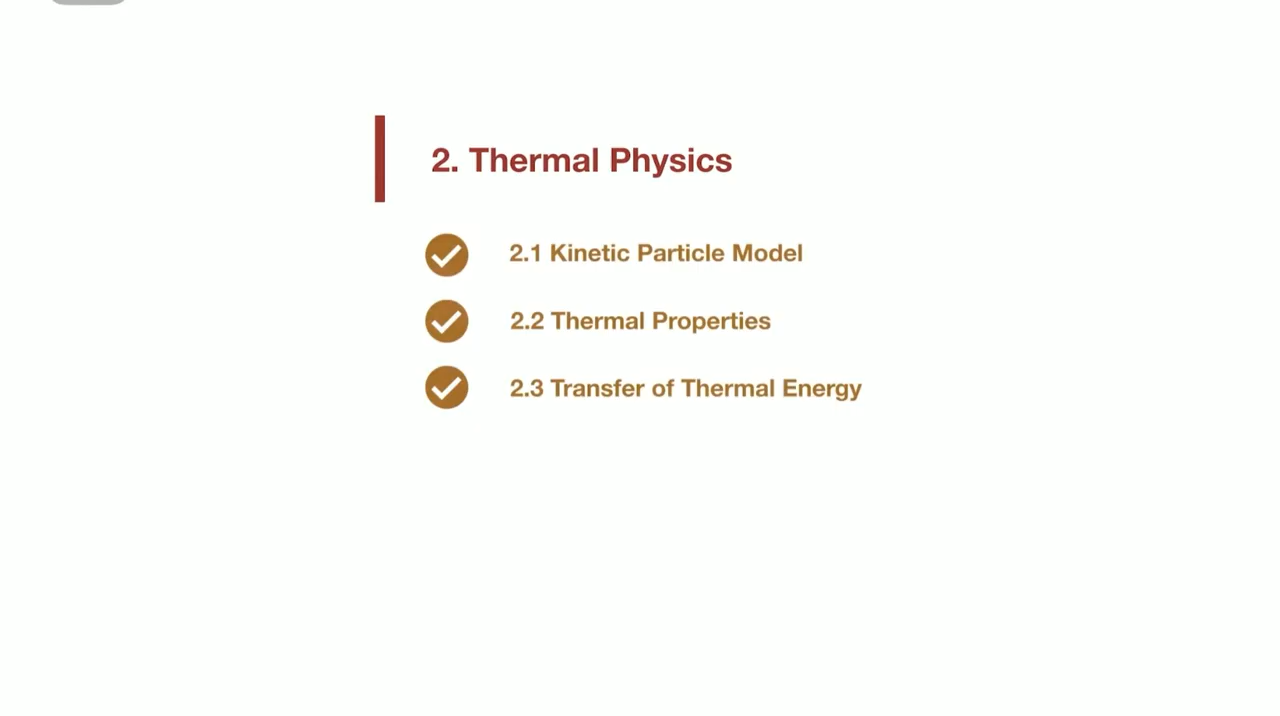 2. Thermal Physics
2.1 Kinetic Particle Model
2.2 Thermal Properties
2.3 Transfer of Thermal Energy